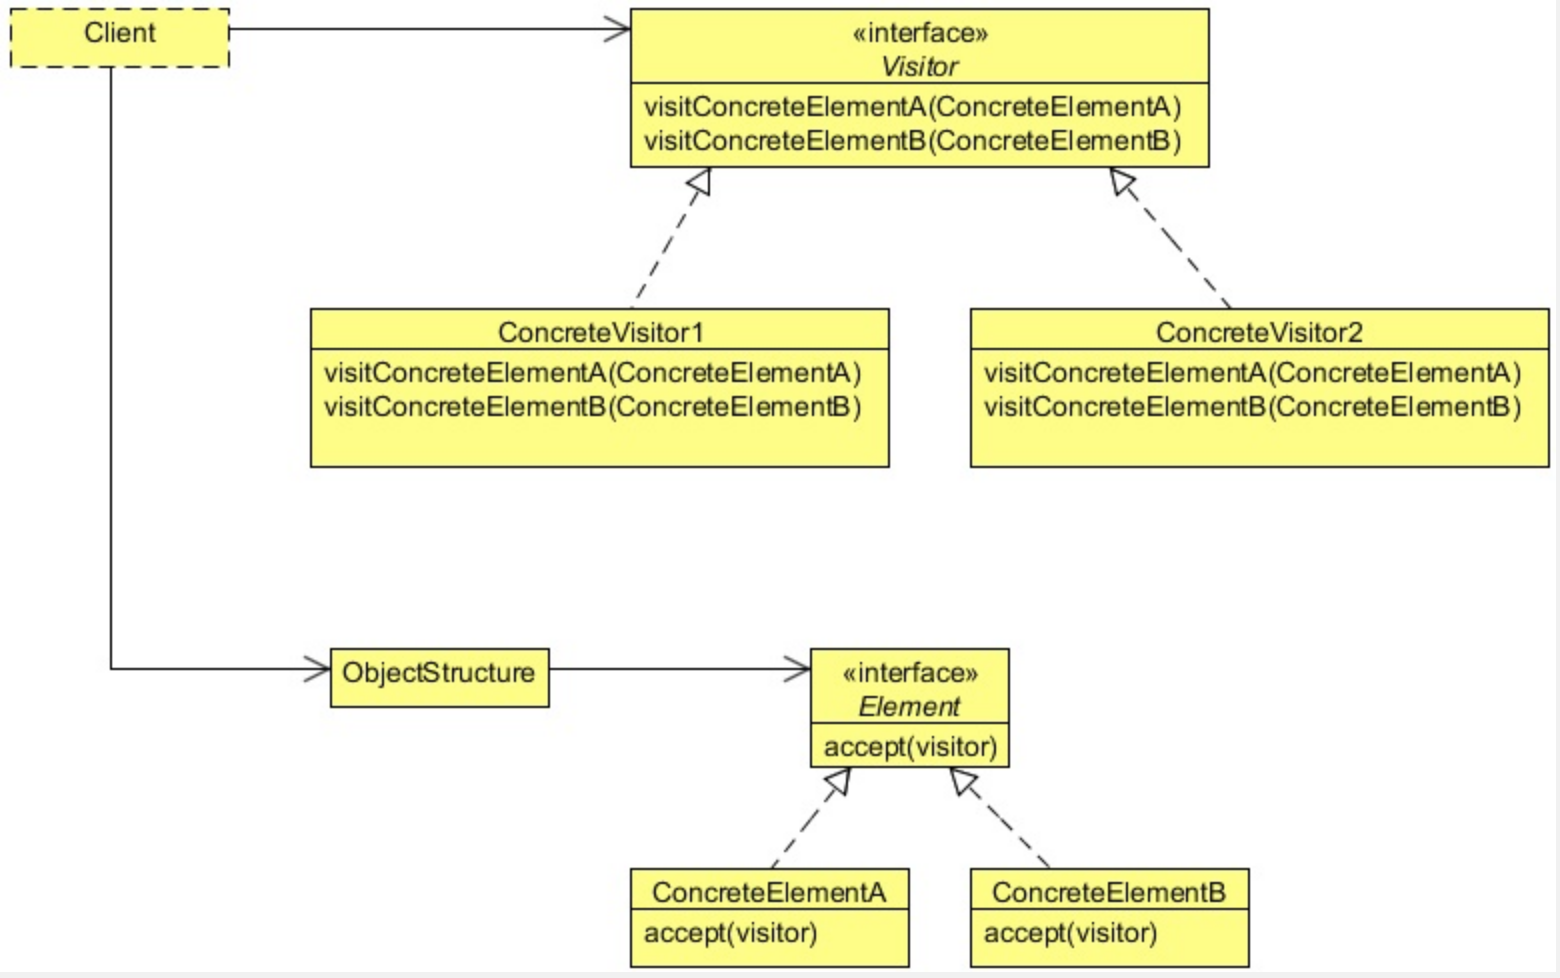 Client
«interface»
Visitor
visitConcreteElementA(ConcreteElementA)
visitConcreteElementB(ConcreteElementB)
ConcreteVisitor1
visitConcreteElementA(ConcreteElementA)
visitConcreteElementB(ConcreteElementB)
ConcreteVisitor2
visitConcreteElementA(ConcreteElementA)
visitConcreteElementB(ConcreteElementB)
ObjectStructure
«interface»
Element
accept(visitor)
ConcreteElementA
accept(visitor)
ConcreteElementB
accept(visitor)